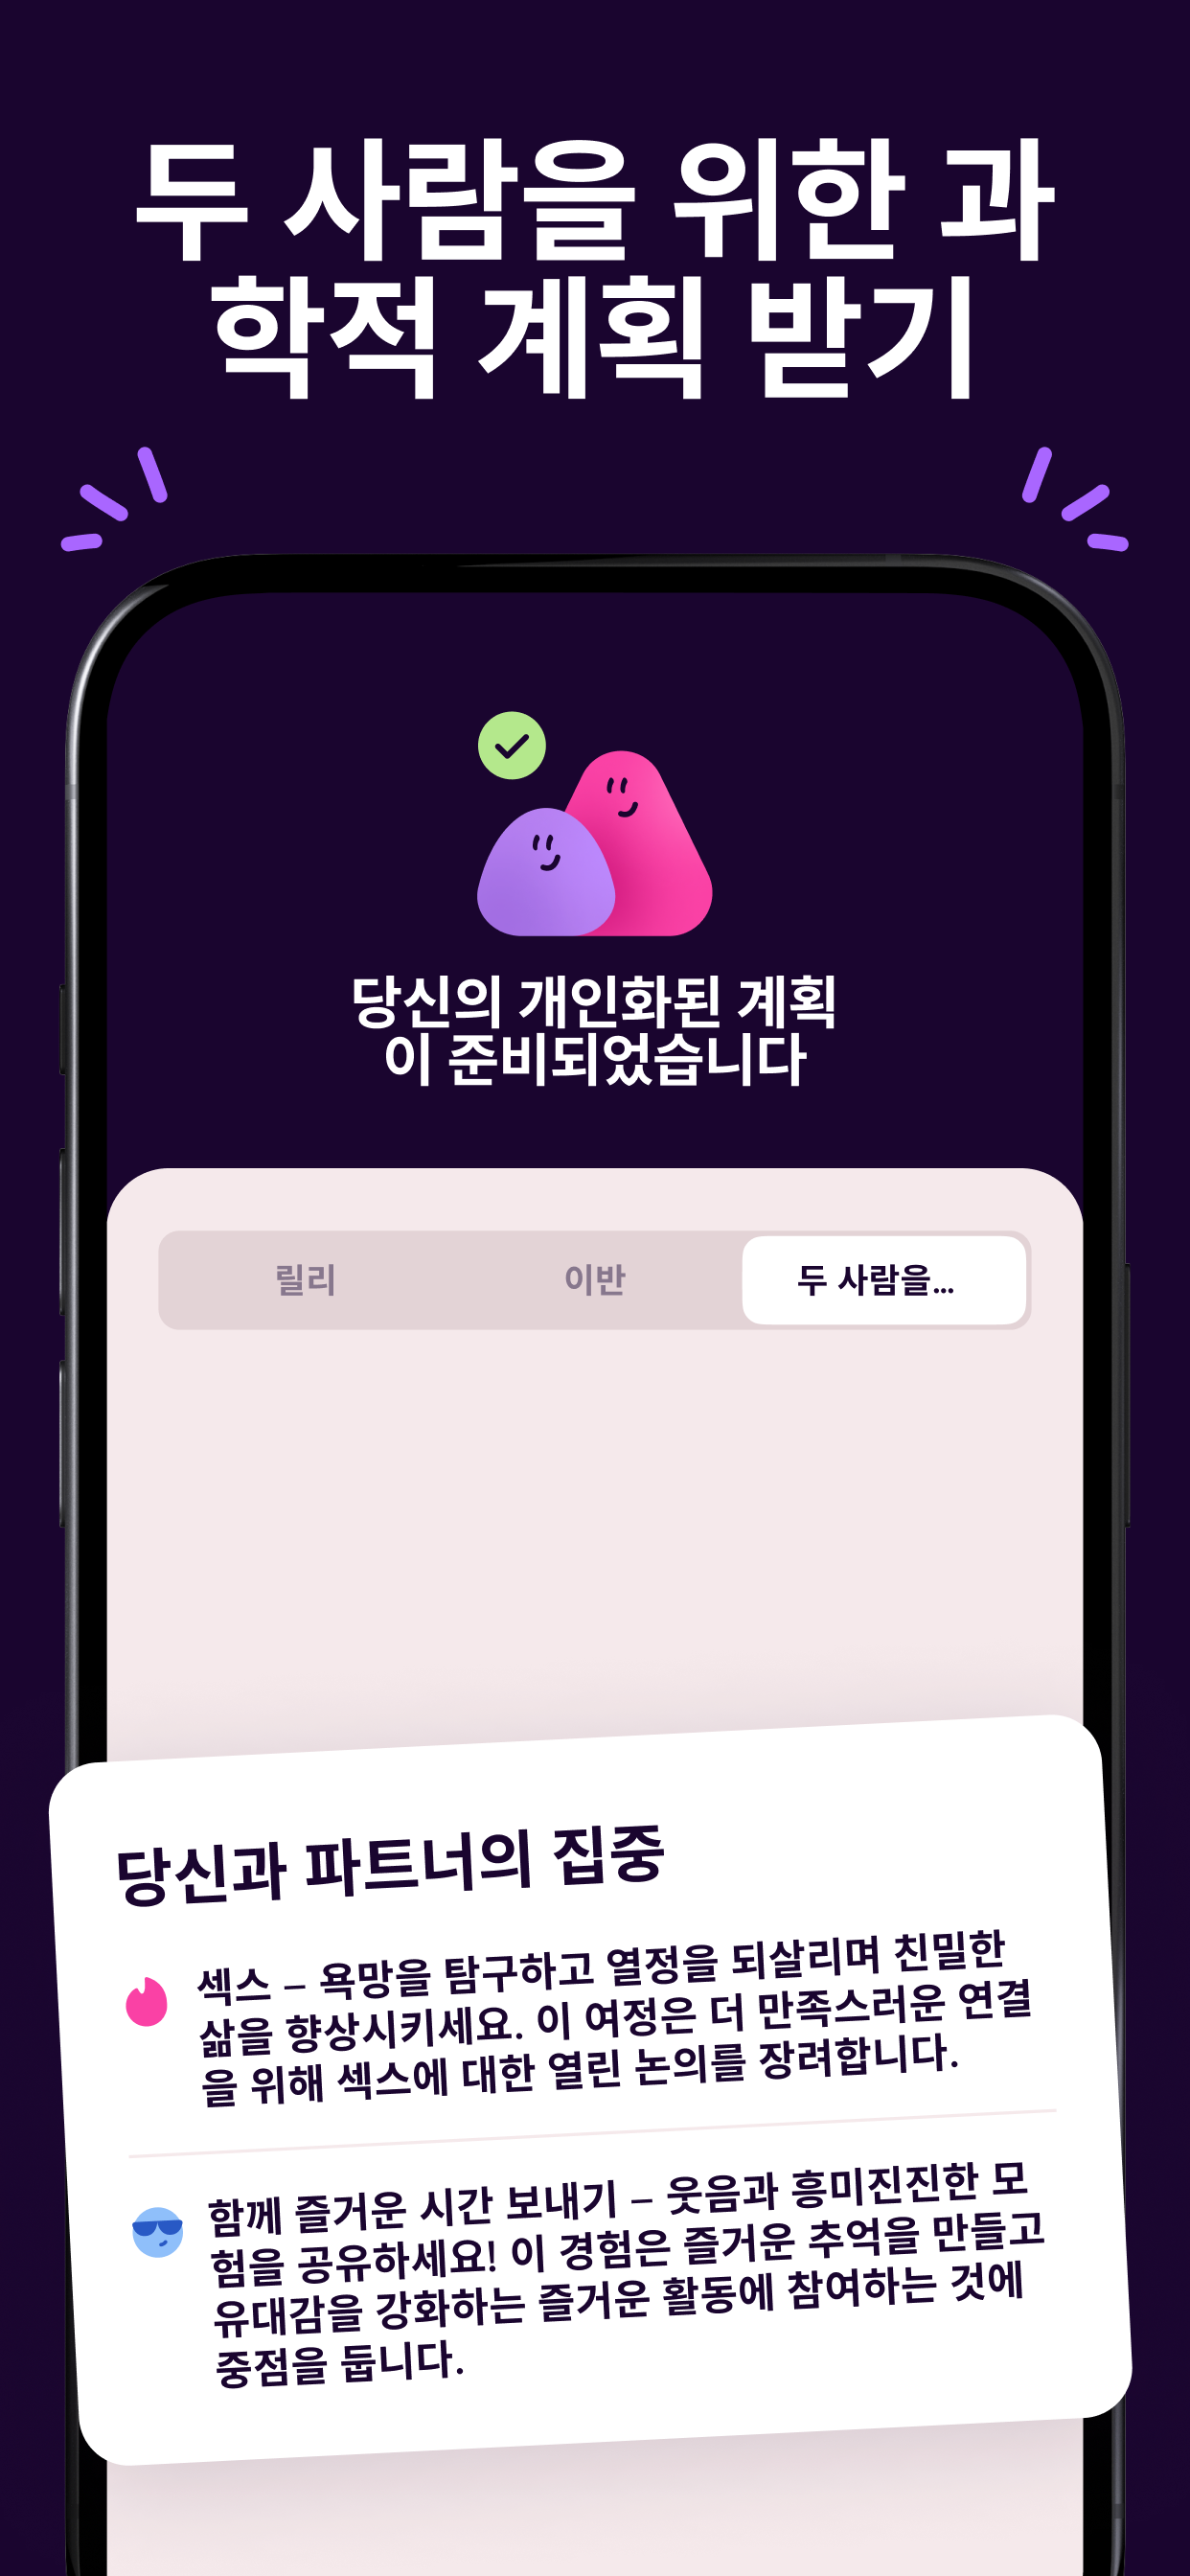 두 사람을 위한 과
학적 계획 받기
당신의 개인화된 계획
이 준비되었습니다
릴리
이반
두 사람을...
당신과 파트너의 집중
섹스 – 욕망을 탐구하고 열정을 되살리며 친밀한
삶을 향상시키세요. 이 여정은 더 만족스러운 연결
을 위해 섹스에 대한 열린 논의를 장려합니다.
함께 즐거운 시간 보내기 – 웃음과 흥미진진한 모
험을 공유하세요! 이 경험은 즐거운 추억을 만들고
유대감을 강화하는 즐거운 활동에 참여하는 것에
중점을 둡니다.